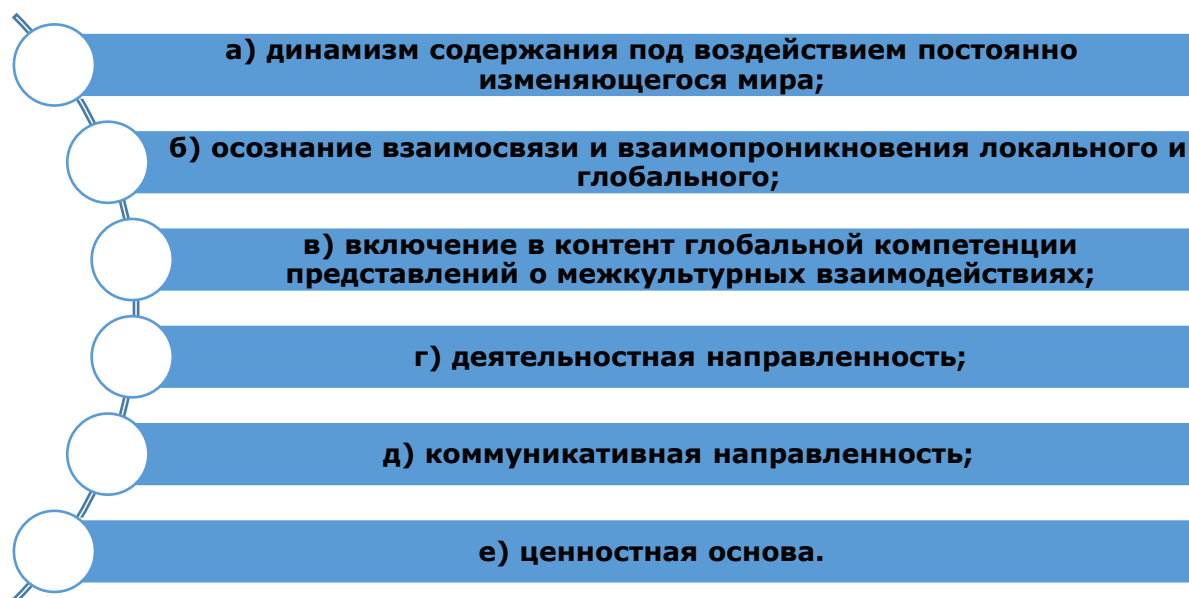 а) динамизм содержания под воздействием постоянно
изменяющегося мира;
б) осознание взаимосвязи и взаимопроникновения локального и
глобального;
в) включение в контент глобальной компетенции
представлений о межкультурных взаимодействиях;
г) деятельностная направленность;
д) коммуникативная направленность;
е) ценностная основа.